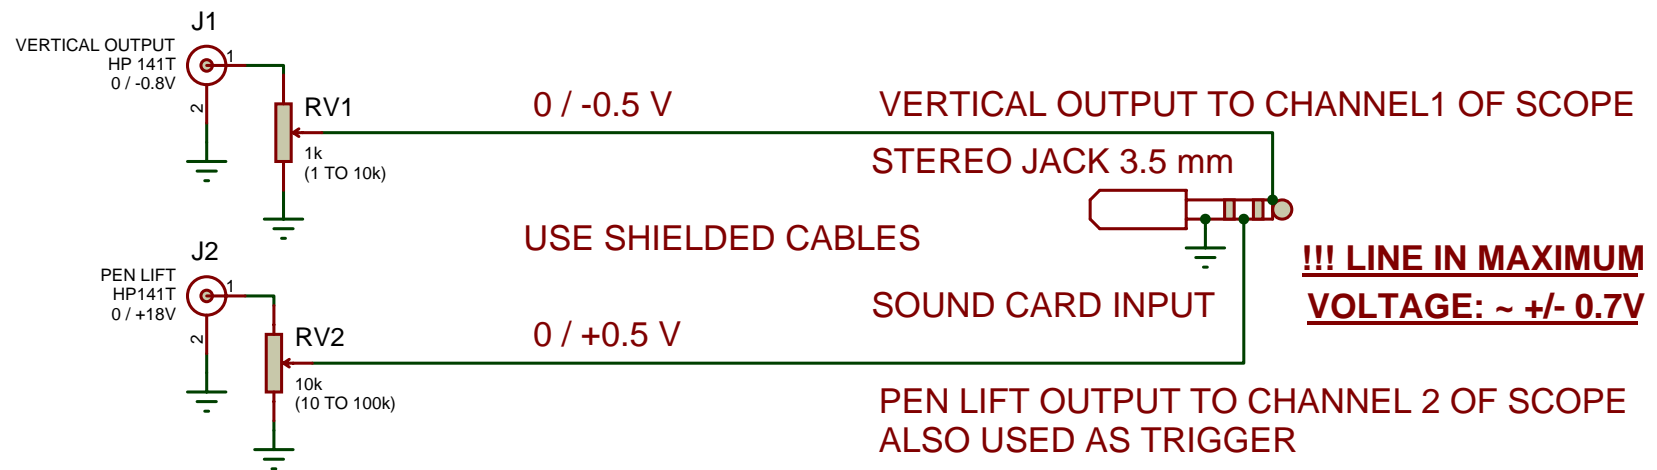 J1
VERTICAL OUTPUT
HP 141T
0 / -0.8V
1
2
RV1
1k
(1 TO 10k)
0 / -0.5 V
VERTICAL OUTPUT TO CHANNEL1 OF SCOPE
STEREO JACK 3.5 mm
USE SHIELDED CABLES
!!! LINE IN MAXIMUM
VOLTAGE: ~ +/- 0.7V
J2
PEN LIFT
HP141T
0 / +18V
1
2
RV2
10k
(10 TO 100k)
0 / +0.5 V
SOUND CARD INPUT
PEN LIFT OUTPUT TO CHANNEL 2 OF SCOPE
ALSO USED AS TRIGGER